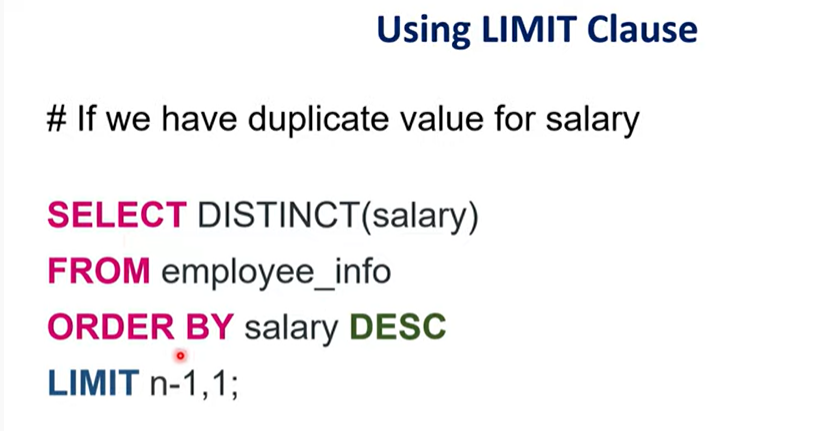 Using LIMIT Clause
# If we have duplicate value for salary
SELECT DISTINCT(salary)
FROM employee_info
ORDER BY salary DESC
LIMIT n-1,1;